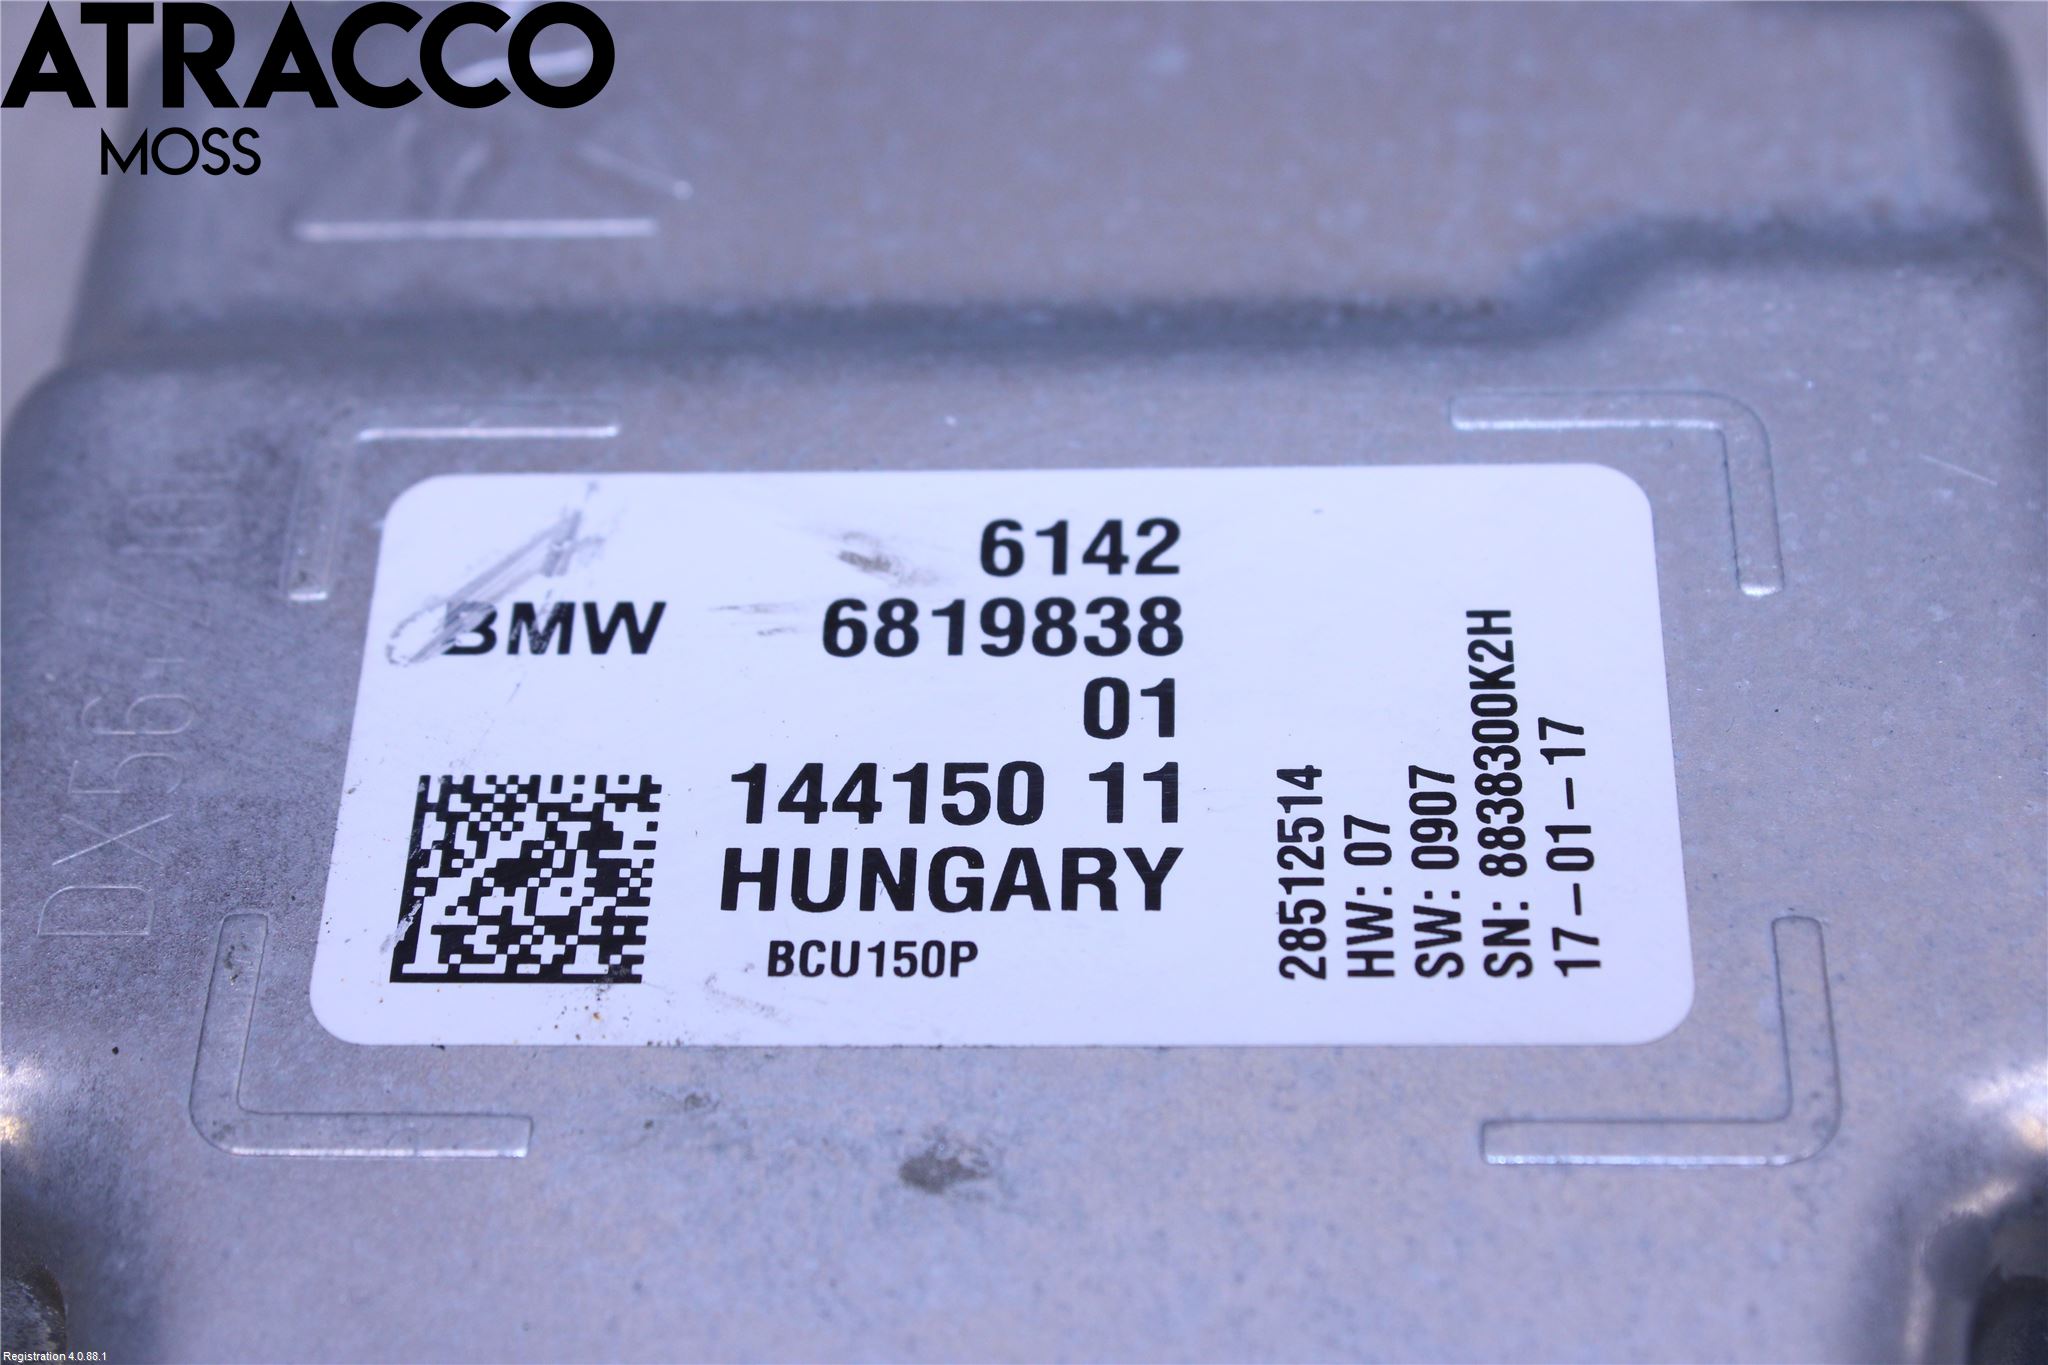 ATRACCO
MOSS
6142
BMW 6819838
01
144150 11
HUNGARY
BCU150P
28512514
HW: 07
SW: 0907
SN: 8838300K2H
17-01-17
Registration 4.0.88.1